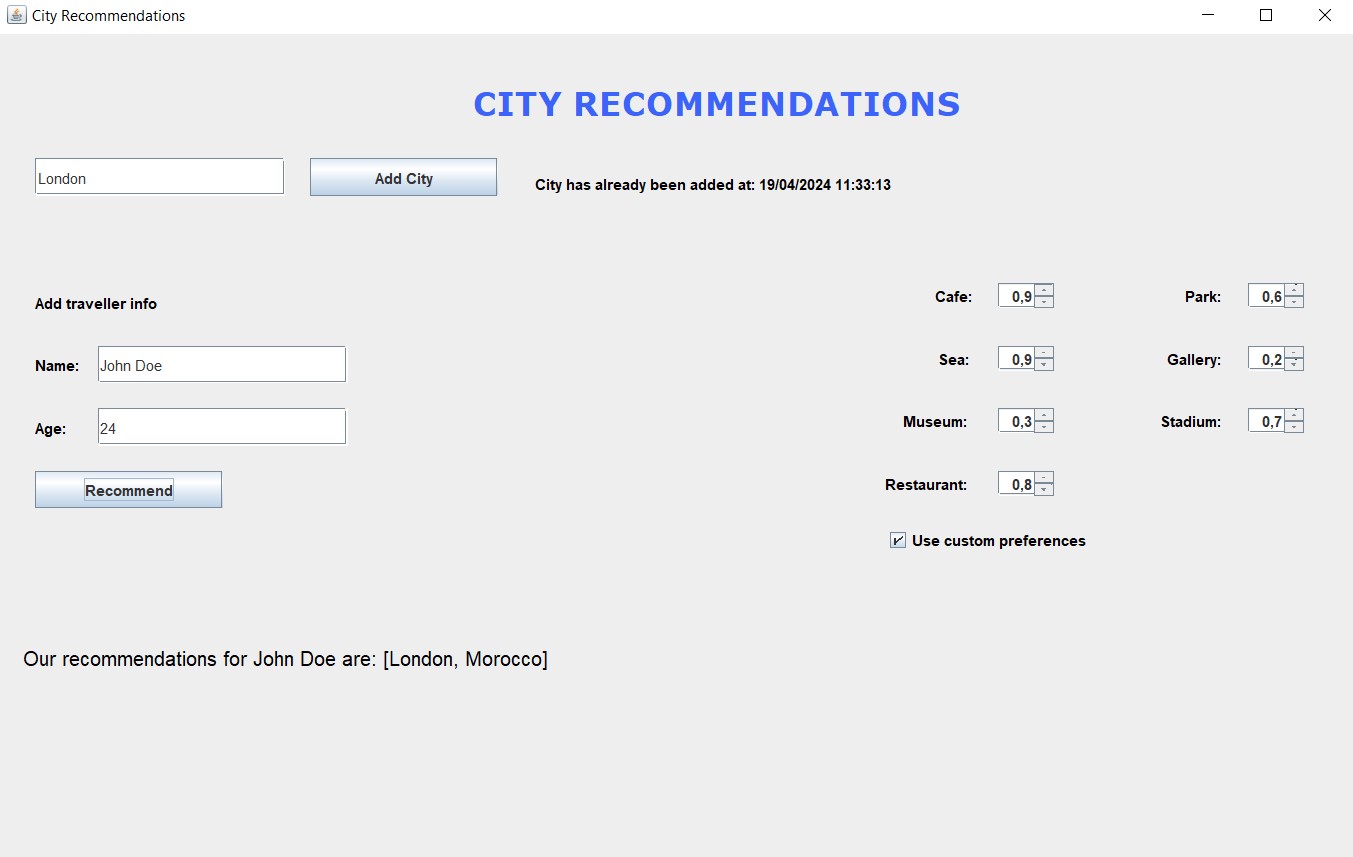 City Recommendations
CITY RECOMMENDATIONS
London
Add City
City has already been added at: 19/04/2024 11:33:13
Add traveller info
Name: John Doe
Age: 24
Recommend
Cafe: 0,9 Park: 0,6
Sea: 0,9 Gallery: 0,2
Museum: 0,3 Stadium: 0,7
Restaurant: 0,8
Use custom preferences
Our recommendations for John Doe are: [London, Morocco]